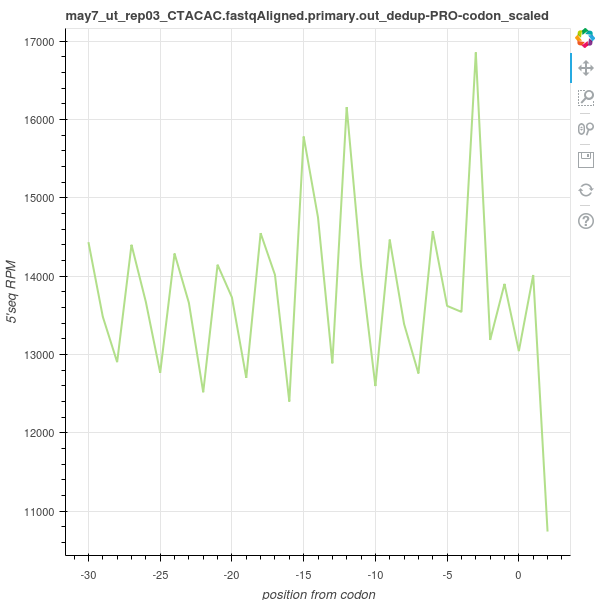 may7_ut_rep03_CTACAC.fastqAligned.primary.out_dedup-PRO-codon_scaled
17000
16000
15000
14000
13000
12000
11000
5'seq RPM
-30 -25 -20 -15 -10 -5 0
position from codon